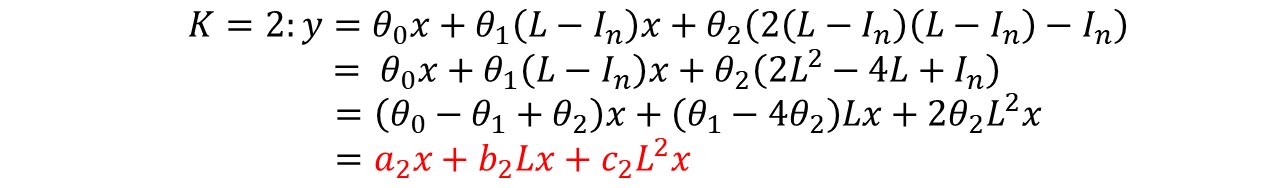 K = 2: y = θ₀x + θ₁(L − Iₙ)x + θ₂(2(L − Iₙ)(L − Iₙ) − Iₙ)
= θ₀x + θ₁(L − Iₙ)x + θ₂(2L² − 4L + Iₙ)
= (θ₀ − θ₁ + θ₂)x + (θ₁ − 4θ₂)Lx + 2θ₂L²x
= a₂x + b₂Lx + c₂L²x